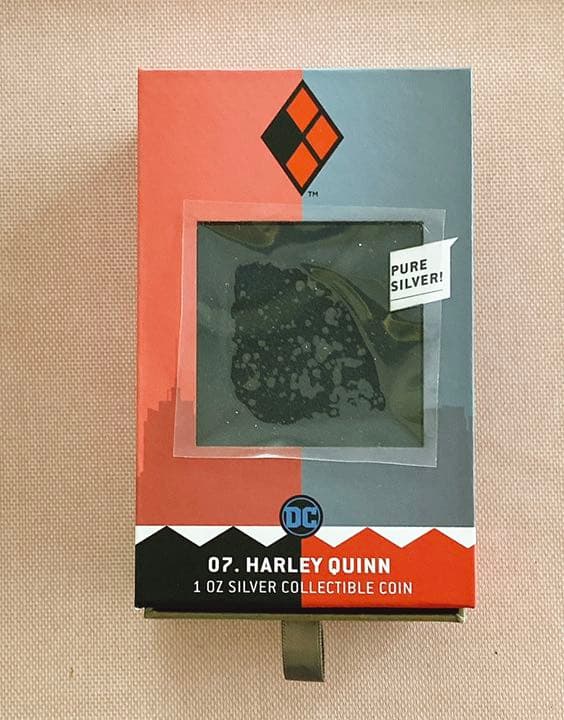 TM
PURE
SILVER!
DC
07. HARLEY QUINN
1 OZ SILVER COLLECTIBLE COIN